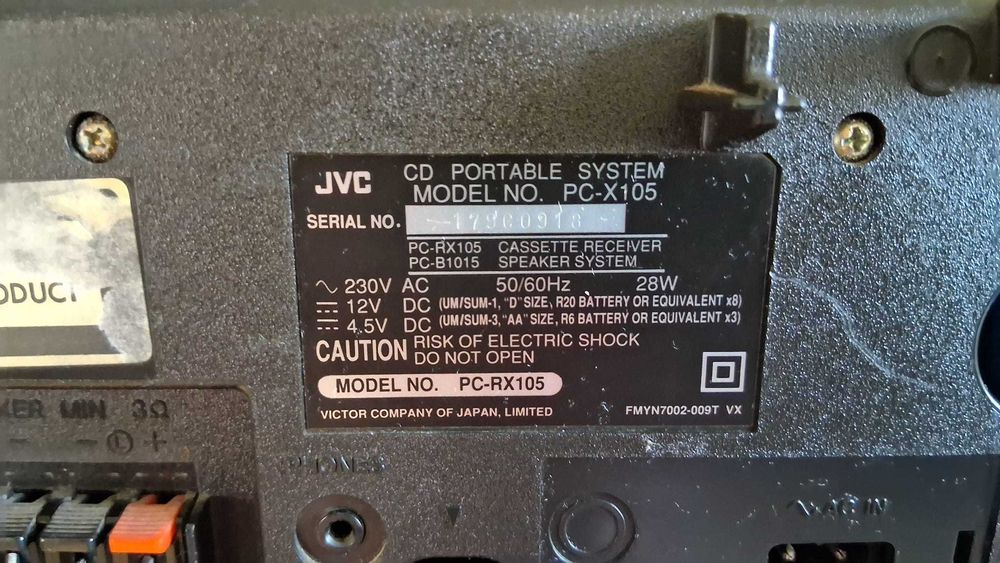 JVC CD PORTABLE SYSTEM
MODEL NO. PC-X105
SERIAL NO.
PC-RX105 CASSETTE RECEIVER
PC-B1015 SPEAKER SYSTEM
~ 230V AC 50/60Hz 28W
⎓ 12V DC (UM/SUM-1, "D" SIZE, R20 BATTERY OR EQUIVALENT x8)
⎓ 4.5V DC (UM/SUM-3, "AA" SIZE, R6 BATTERY OR EQUIVALENT x3)
CAUTION RISK OF ELECTRIC SHOCK
DO NOT OPEN
MODEL NO. PC-RX105
VICTOR COMPANY OF JAPAN, LIMITED FMYN7002-009T VX
ODUCT
KER MIN 3Ω
− − L +
PHONES
~ AC IN